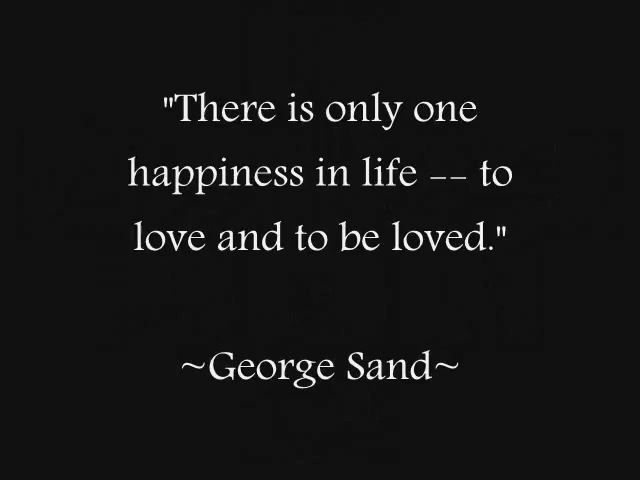 "There is only one
happiness in life -- to
love and to be loved."
~George Sand~